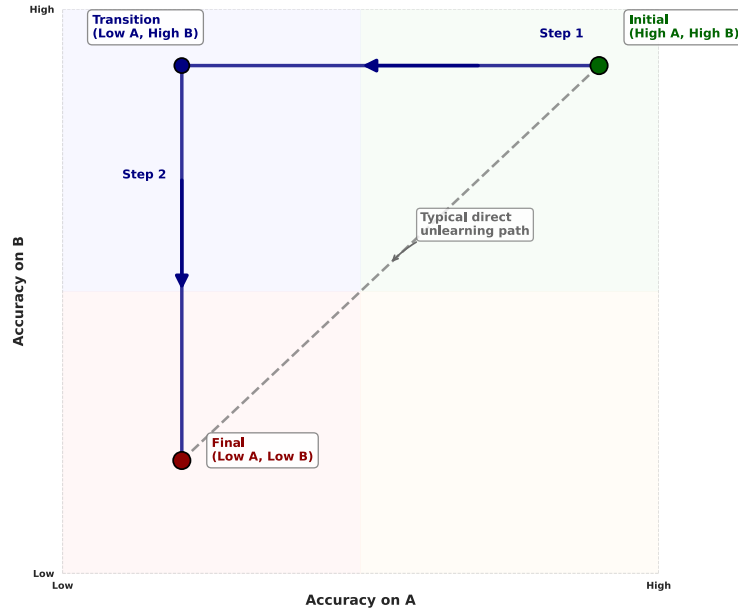 High
Transition
(Low A, High B)
Step 1
Initial
(High A, High B)
Step 2
Typical direct
unlearning path
Accuracy on B
Final
(Low A, Low B)
Low
Low
High
Accuracy on A